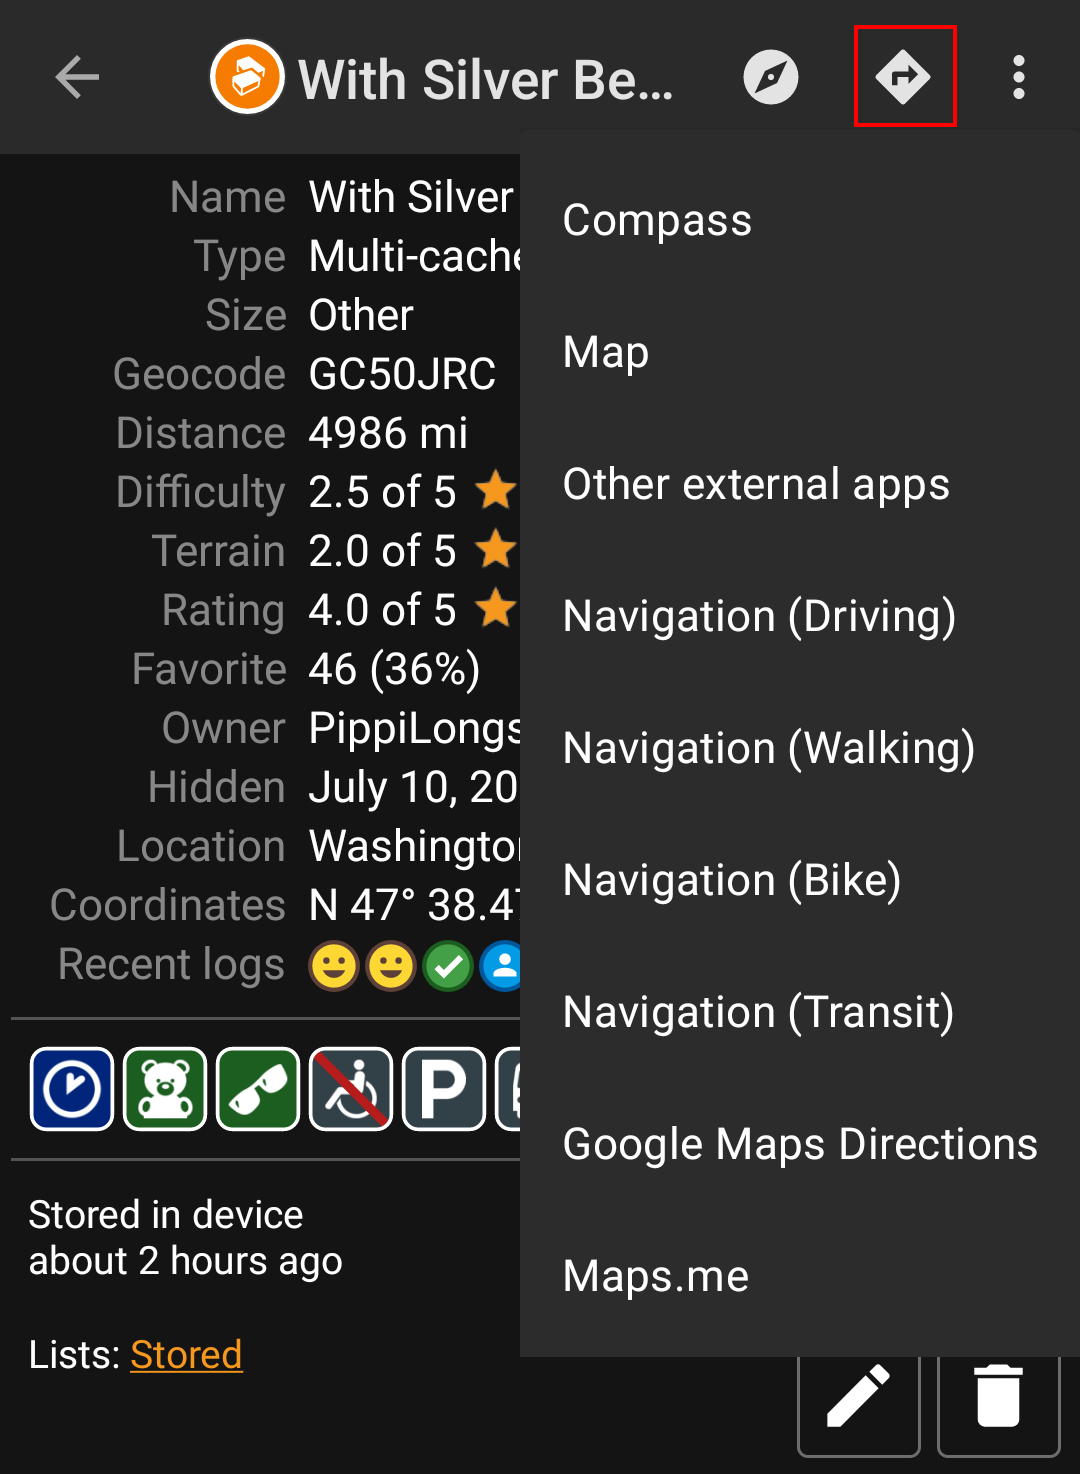 With Silver Be...
Name With Silver
Type Multi-cache
Size Other
Geocode GC50JRC
Distance 4986 mi
Difficulty 2.5 of 5
Terrain 2.0 of 5
Rating 4.0 of 5
Favorite 46 (36%)
Owner PippiLongs
Hidden July 10, 20
Location Washington
Coordinates N 47° 38.47
Recent logs
P
Stored in device
about 2 hours ago
Lists: Stored
Compass
Map
Other external apps
Navigation (Driving)
Navigation (Walking)
Navigation (Bike)
Navigation (Transit)
Google Maps Directions
Maps.me